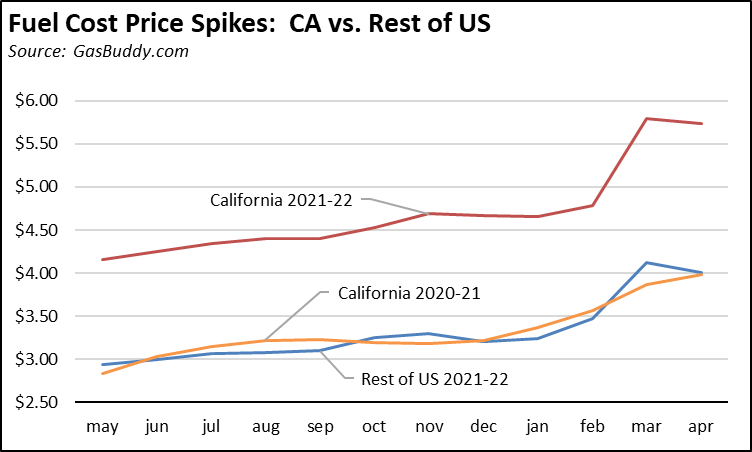 Fuel Cost Price Spikes:  CA vs. Rest of US
Source:  GasBuddy.com
$6.00
$5.50
$5.00
$4.50
$4.00
$3.50
$3.00
$2.50
California 2021-22
California 2020-21
Rest of US 2021-22
may jun jul aug sep oct nov dec jan feb mar apr